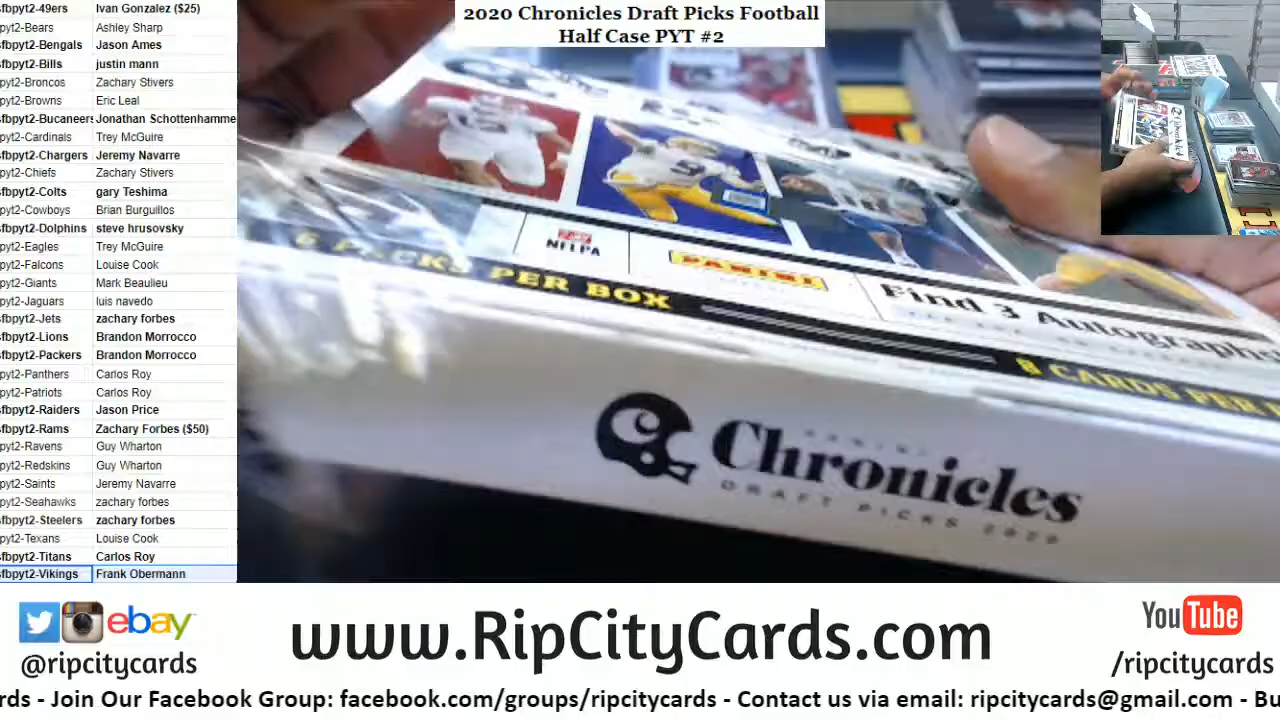 fbpyt2-49ers Ivan Gonzalez ($25)
pyt2-Bears Ashley Sharp
fbpyt2-Bengals Jason Ames
fbpyt2-Bills justin mann
pyt2-Broncos Zachary Stivers
pyt2-Browns Eric Leal
fbpyt2-Bucaneers Jonathan Schottenhamme
pyt2-Cardinals Trey McGuire
fbpyt2-Chargers Jeremy Navarre
pyt2-Chiefs Zachary Stivers
fbpyt2-Colts gary Teshima
pyt2-Cowboys Brian Burguillos
fbpyt2-Dolphins steve hrusovsky
pyt2-Eagles Trey McGuire
pyt2-Falcons Louise Cook
pyt2-Giants Mark Beaulieu
pyt2-Jaguars luis navedo
pyt2-Jets zachary forbes
fbpyt2-Lions Brandon Morrocco
fbpyt2-Packers Brandon Morrocco
pyt2-Panthers Carlos Roy
pyt2-Patriots Carlos Roy
fbpyt2-Raiders Jason Price
fbpyt2-Rams Zachary Forbes ($50)
pyt2-Ravens Guy Wharton
pyt2-Redskins Guy Wharton
pyt2-Saints Jeremy Navarre
pyt2-Seahawks zachary forbes
fbpyt2-Steelers zachary forbes
pyt2-Texans Louise Cook
fbpyt2-Titans Carlos Roy
fbpyt2-Vikings Frank Obermann
2020 Chronicles Draft Picks Football
Half Case PYT #2
NFLPA
PANINI
Find 3 Autographs
6 PACKS PER BOX
8 CARDS PER
PANINI
Chronicles
DRAFT PICKS 2020
Chronicles
ebay
@ripcitycards
www.RipCityCards.com
YouTube
/ripcitycards
rds - Join Our Facebook Group: facebook.com/groups/ripcitycards - Contact us via email: ripcitycards@gmail.com - Bu